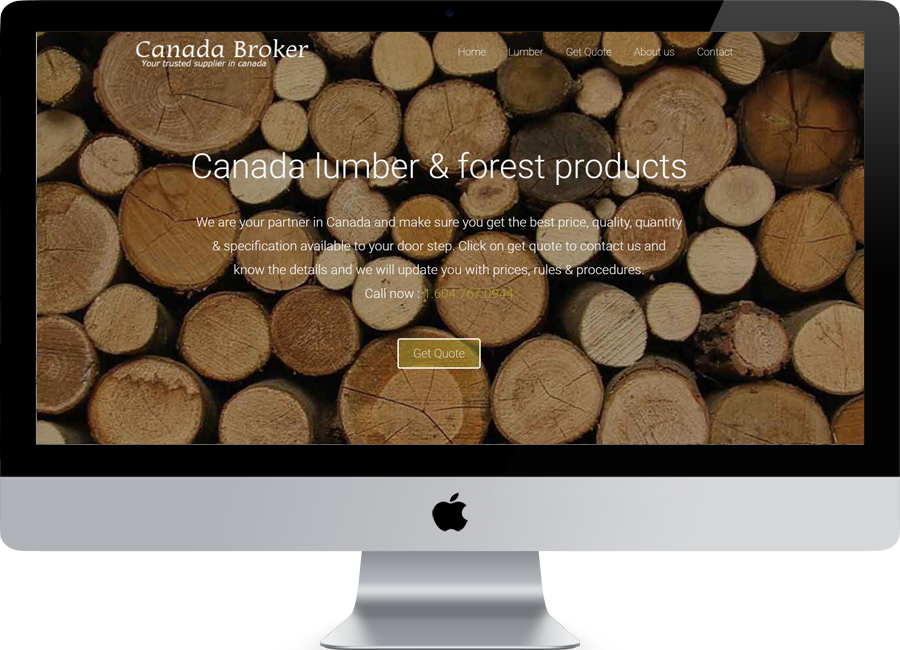 Canada Broker
Your trusted supplier in canada
Home Lumber Get Quote About us Contact
Canada lumber & forest products
We are your partner in Canada and make sure you get the best price, quality, quantity
& specification available to your door step. Click on get quote to contact us and
know the details and we will update you with prices, rules & procedures.
Call now : 1.604.767.0944
Get Quote